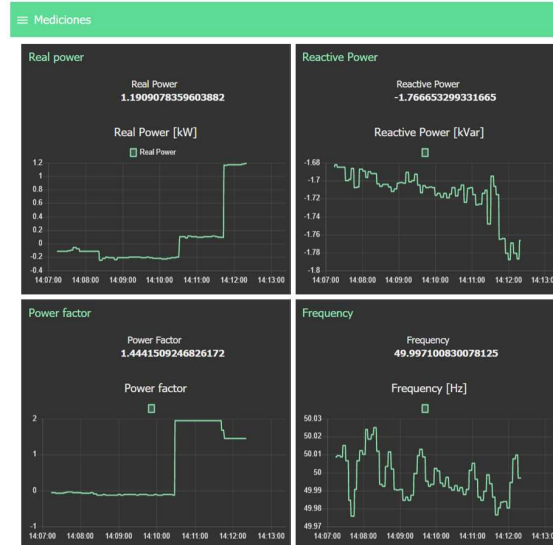 Mediciones
Real power
Real Power
1.1909078359603882
Real Power [kW]
Real Power
1.2
1
0.8
0.6
0.4
0.2
0
-0.2
-0.4
14:07:00 14:08:00 14:09:00 14:10:00 14:11:00 14:12:00 14:13:00
Reactive Power
Reactive Power
-1.766653299331665
Reactive Power [kVar]
-1.68
-1.7
-1.72
-1.74
-1.76
-1.78
-1.8
14:07:00 14:08:00 14:09:00 14:10:00 14:11:00 14:12:00 14:13:0
Power factor
Power Factor
1.4441509246826172
Power factor
2
1
0
-1
14:07:00 14:08:00 14:09:00 14:10:00 14:11:00 14:12:00 14:13:00
Frequency
Frequency
49.997100830078125
Frequency [Hz]
50.03
50.02
50.01
50
49.99
49.98
49.97
14:07:00 14:08:00 14:09:00 14:10:00 14:11:00 14:12:00 14:13:0